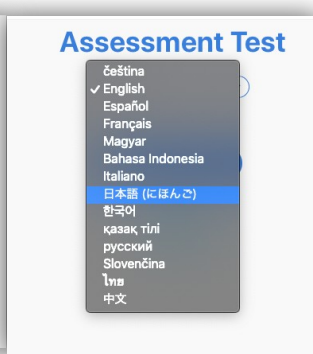 Assessment Test
čeština
✓ English
Español
Français
Magyar
Bahasa Indonesia
Italiano
日本語 (にほんご)
한국어
қазақ тілі
русский
Slovenčina
ไทย
中文